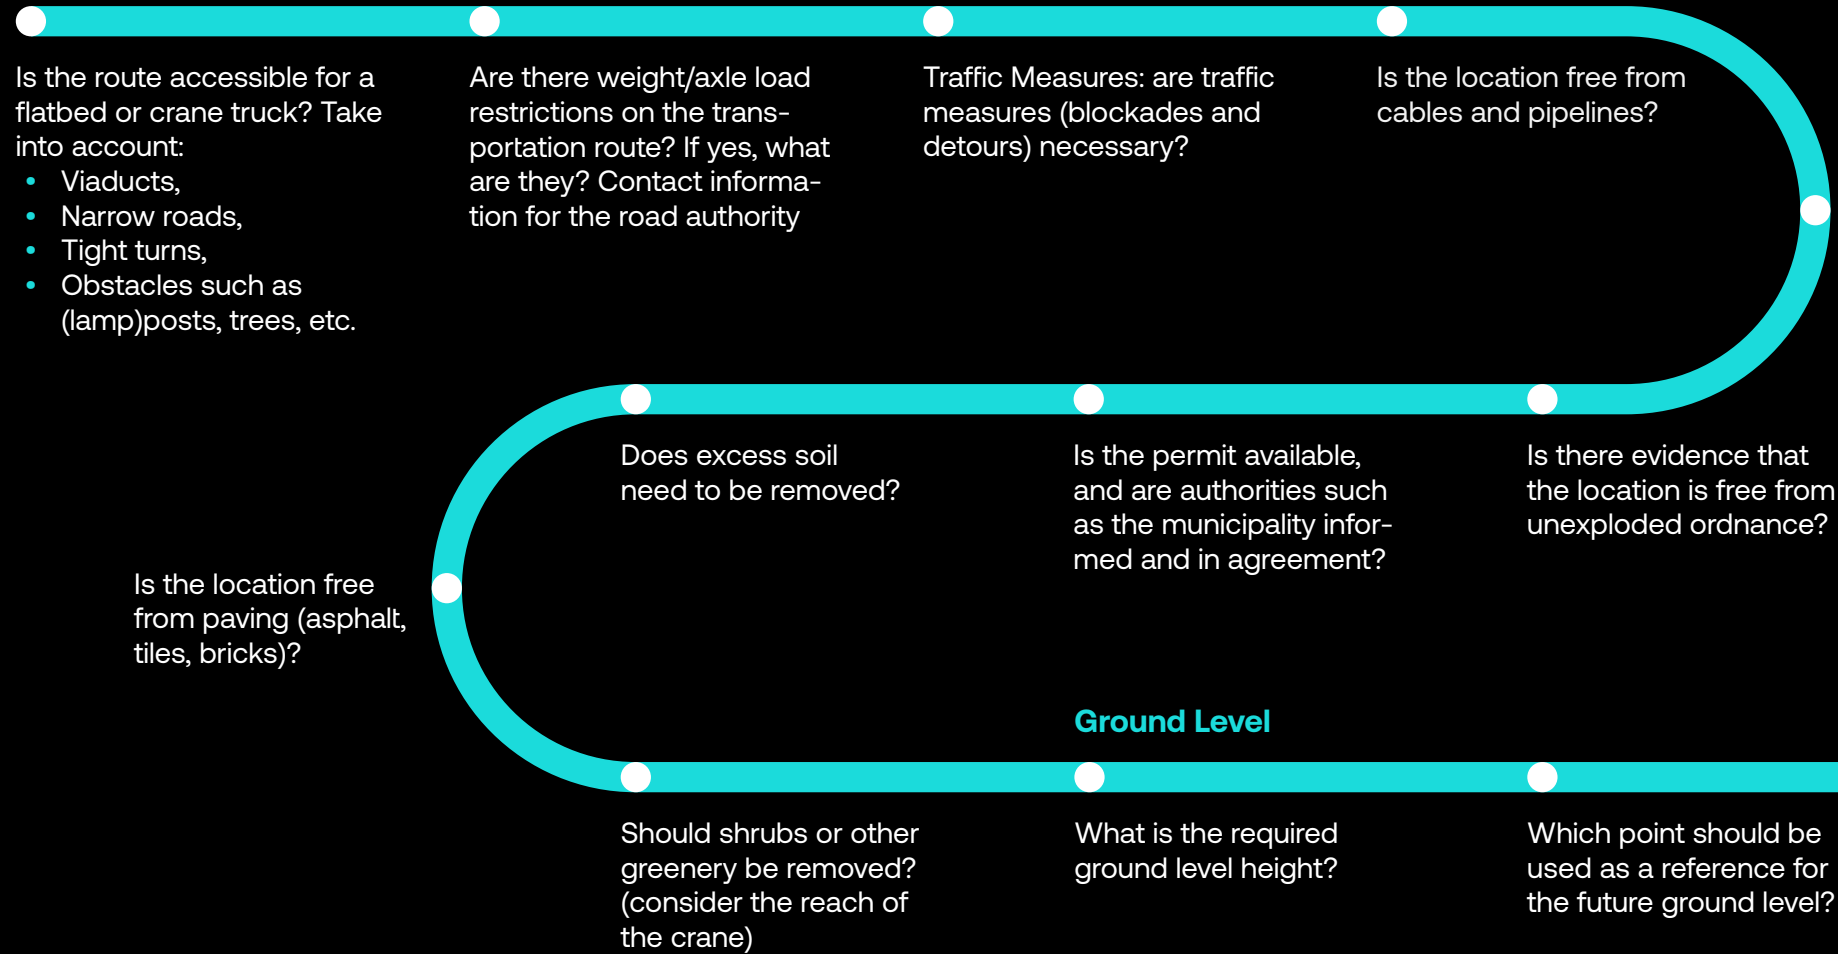 Is the route accessible for a
flatbed or crane truck? Take
into account:
• Viaducts,
• Narrow roads,
• Tight turns,
• Obstacles such as
(lamp)posts, trees, etc.
Are there weight/axle load
restrictions on the trans-
portation route? If yes, what
are they? Contact informa-
tion for the road authority
Traffic Measures: are traffic
measures (blockades and
detours) necessary?
Is the location free from
cables and pipelines?
Is there evidence that
the location is free from
unexploded ordnance?
Is the permit available,
and are authorities such
as the municipality infor-
med and in agreement?
Does excess soil
need to be removed?
Is the location free
from paving (asphalt,
tiles, bricks)?
Should shrubs or other
greenery be removed?
(consider the reach of
the crane)
Ground Level
What is the required
ground level height?
Which point should be
used as a reference for
the future ground level?